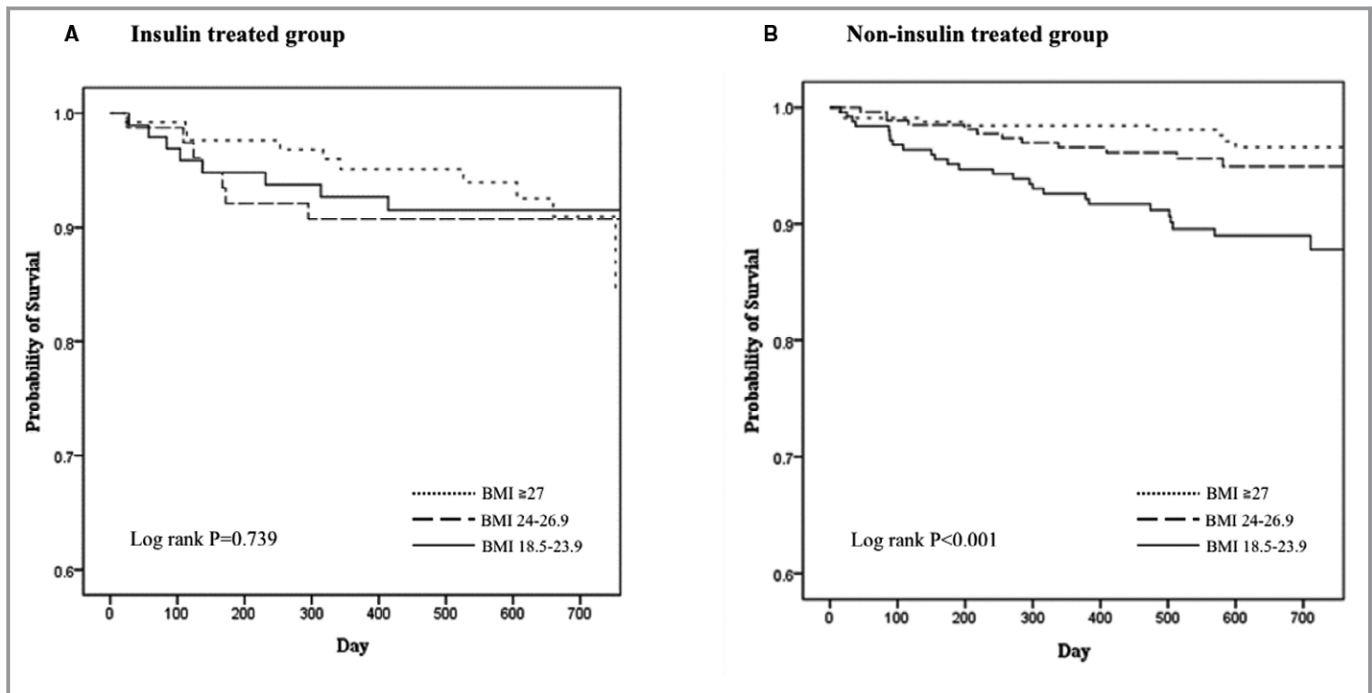 A Insulin treated group
1.0
0.9
0.8
0.7
0.6
Probability of Survial
BMI ≧27
BMI 24-26.9
BMI 18.5-23.9
Log rank P=0.739
0 100 200 300 400 500 600 700
Day
B Non-insulin treated group
1.0
0.9
0.8
0.7
0.6
Probability of Survial
BMI ≧27
BMI 24-26.9
BMI 18.5-23.9
Log rank P<0.001
0 100 200 300 400 500 600 700
Day